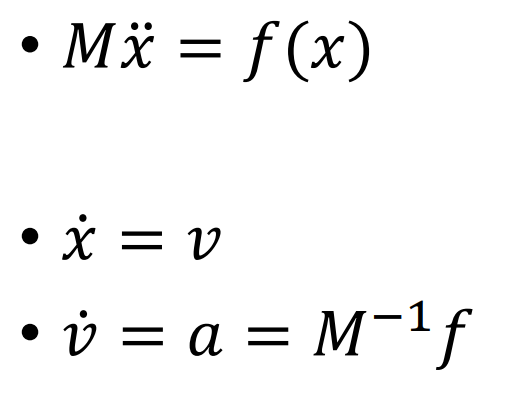 • Mẍ = f(x)
• ẋ = v
• v̇ = a = M⁻¹f